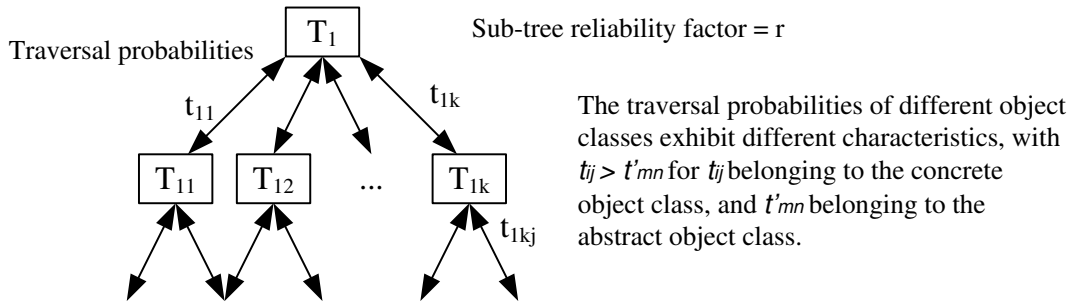 T1
Sub-tree reliability factor = r
Traversal probabilities
t11
t1k
The traversal probabilities of different object
classes exhibit different characteristics, with
tij > t'mn for tij belonging to the concrete
object class, and t'mn belonging to the
abstract object class.
T11
T12
...
T1k
t1kj